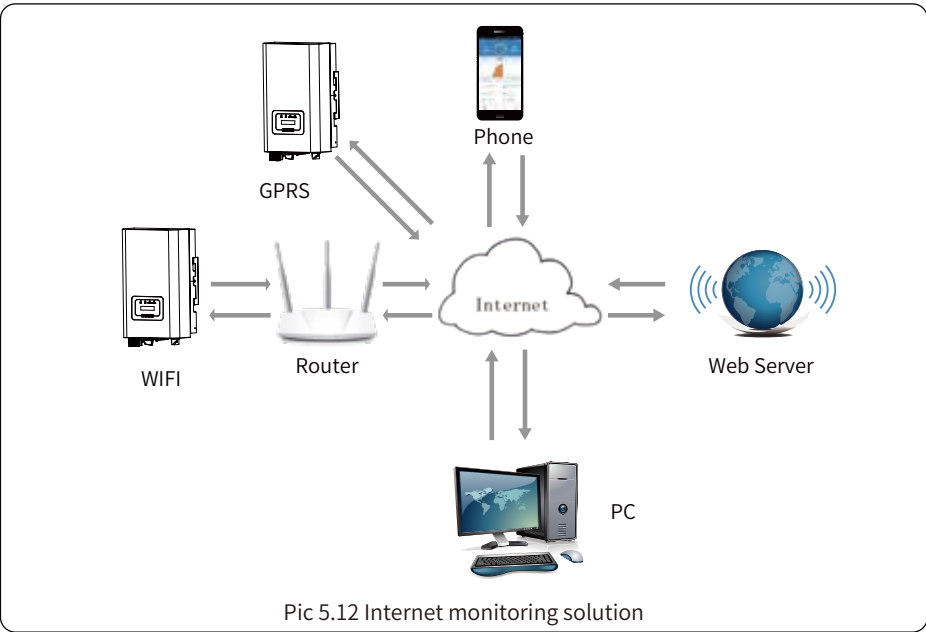 Phone
GPRS
Internet
WIFI
Router
Web Server
PC
Pic 5.12 Internet monitoring solution